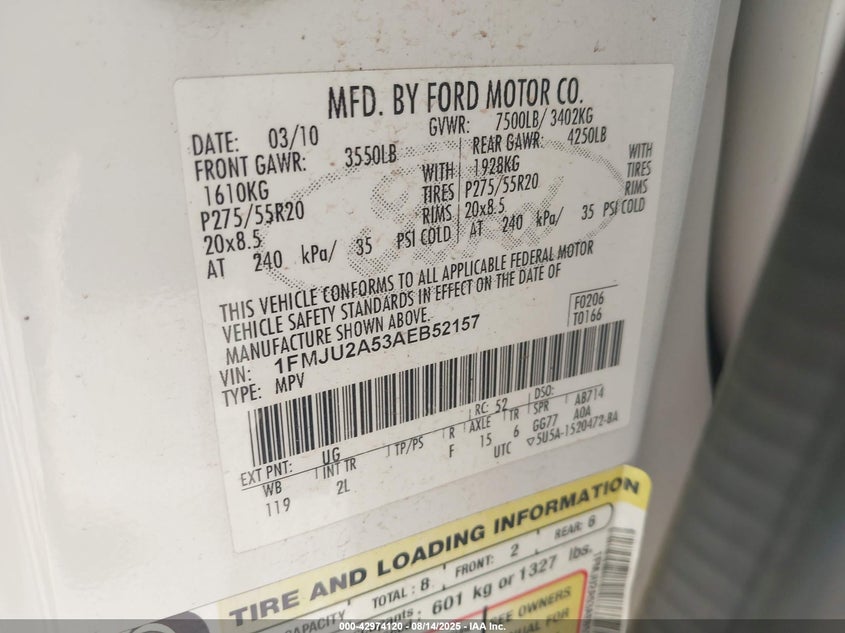 MFD. BY FORD MOTOR CO.
DATE: 03/10 GVWR: 7500LB/ 3402KG
FRONT GAWR: 3550LB REAR GAWR: 4250LB
1610KG WITH 1928KG WITH
P275/55R20 TIRES P275/55R20 TIRES
20x8.5 RIMS 20x8.5 RIMS
AT 240 kPa/ 35 PSI COLD AT 240 kPa/ 35 PSI COLD
THIS VEHICLE CONFORMS TO ALL APPLICABLE FEDERAL MOTOR
VEHICLE SAFETY STANDARDS IN EFFECT ON THE DATE OF
MANUFACTURE SHOWN ABOVE.
F0206
T0166
VIN: 1FMJU2A53AEB52157
TYPE: MPV
EXT PNT: UG RC: 52 DSO: AB714
WB INT TR TP/PS R AXLE TR SPR
119 2L F 15 6 GG77 A0A
UTC ▽5U5A-1520472-BA
TIRE AND LOADING INFORMATION
CAPACITY TOTAL: 8 FRONT: 2 REAR: 6
601 kg or 1327 lbs.
OWNERS
FOR
000-42974120 - 08/14/2025 - IAA Inc.